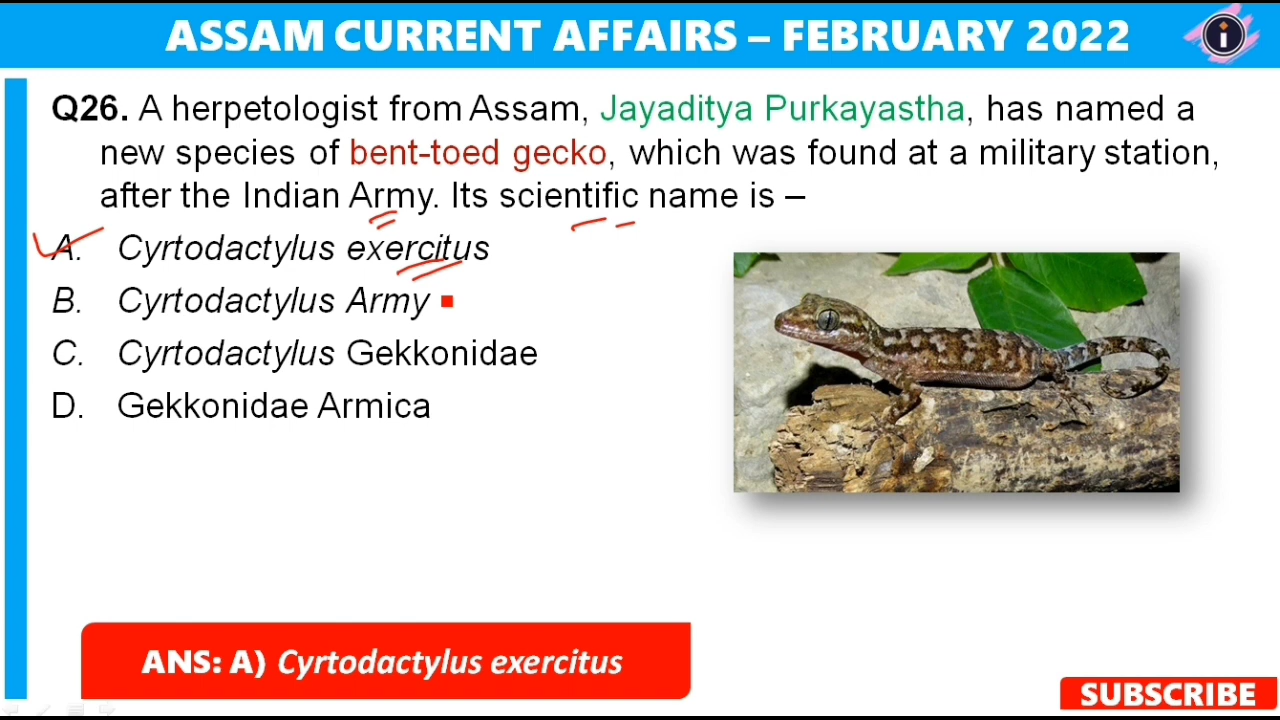 ASSAM CURRENT AFFAIRS – FEBRUARY 2022
i
Q26. A herpetologist from Assam, Jayaditya Purkayastha, has named a
new species of bent-toed gecko, which was found at a military station,
after the Indian Army. Its scientific name is –
A. Cyrtodactylus exercitus
B. Cyrtodactylus Army
C. Cyrtodactylus Gekkonidae
D. Gekkonidae Armica
ANS: A) Cyrtodactylus exercitus
SUBSCRIBE